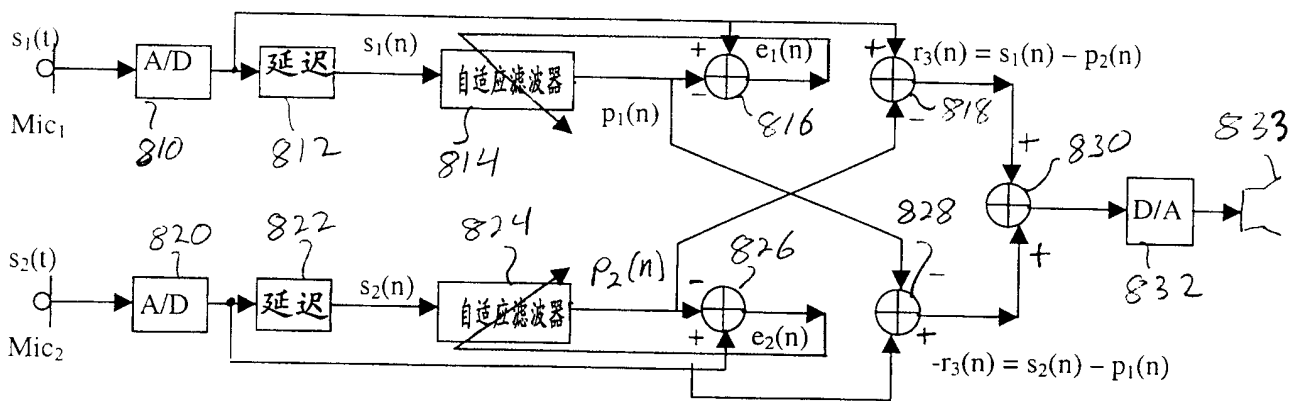 s₁(t)
Mic₁
A/D
810
延迟
812
s₁(n)
自适应滤波器
814
p₁(n)
+
-
e₁(n)
816
+
-
r₃(n) = s₁(n) – p₂(n)
818
+
830
+
D/A
832
833
s₂(t)
Mic₂
A/D
820
延迟
822
s₂(n)
自适应滤波器
824
p₂(n)
-
+
e₂(n)
826
828
-
+
-r₃(n) = s₂(n) – p₁(n)